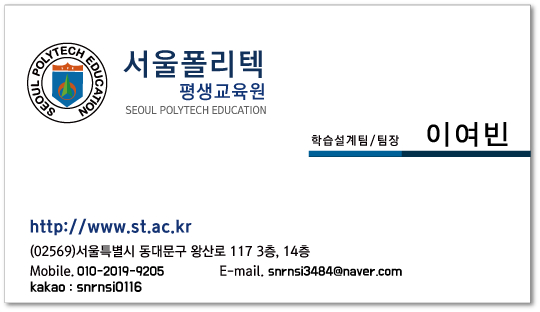 SEOUL POLYTECH EDUCATION
서울폴리텍
평생교육원
SEOUL POLYTECH EDUCATION
학습설계팀/팀장 이여빈
http://www.st.ac.kr
(02569)서울특별시 동대문구 왕산로 117 3층, 14층
Mobile. 010-2019-9205 E-mail. snrnsi3484@naver.com
kakao : snrnsi0116